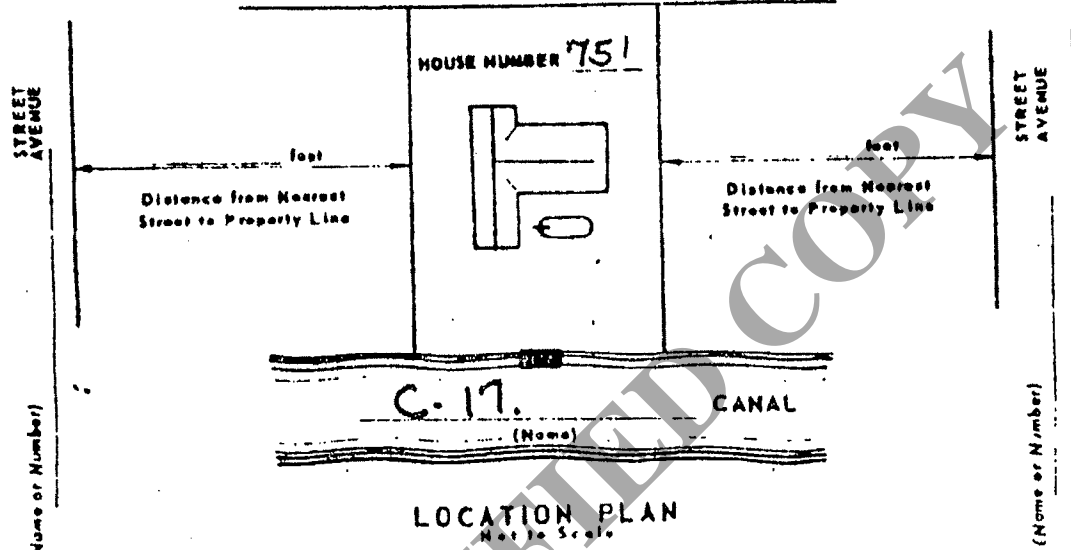 HOUSE NUMBER 751
STREET
AVENUE
feet
Distance from Nearest
Street to Property Line
feet
Distance from Nearest
Street to Property Line
STREET
AVENUE
C-17.
CANAL
(Name)
(Name or Number)
(Name or Number)
LOCATION PLAN
Not to Scale
FIED COPY